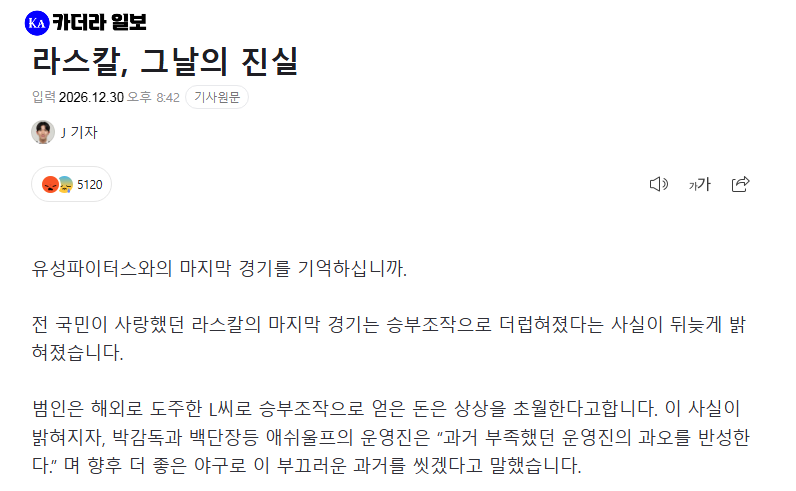 KA 카더라 일보
라스칼, 그날의 진실
입력 2026.12.30 오후 8:42 기사원문
J 기자
5120 가가
유성파이터스와의 마지막 경기를 기억하십니까.
전 국민이 사랑했던 라스칼의 마지막 경기는 승부조작으로 더럽혀졌다는 사실이 뒤늦게 밝
혀졌습니다.
범인은 해외로 도주한 L씨로 승부조작으로 얻은 돈은 상상을 초월한다고합니다. 이 사실이
밝혀지자, 박감독과 백단장등 애쉬울프의 운영진은 “과거 부족했던 운영진의 과오를 반성한
다.” 며 향후 더 좋은 야구로 이 부끄러운 과거를 씻겠다고 말했습니다.